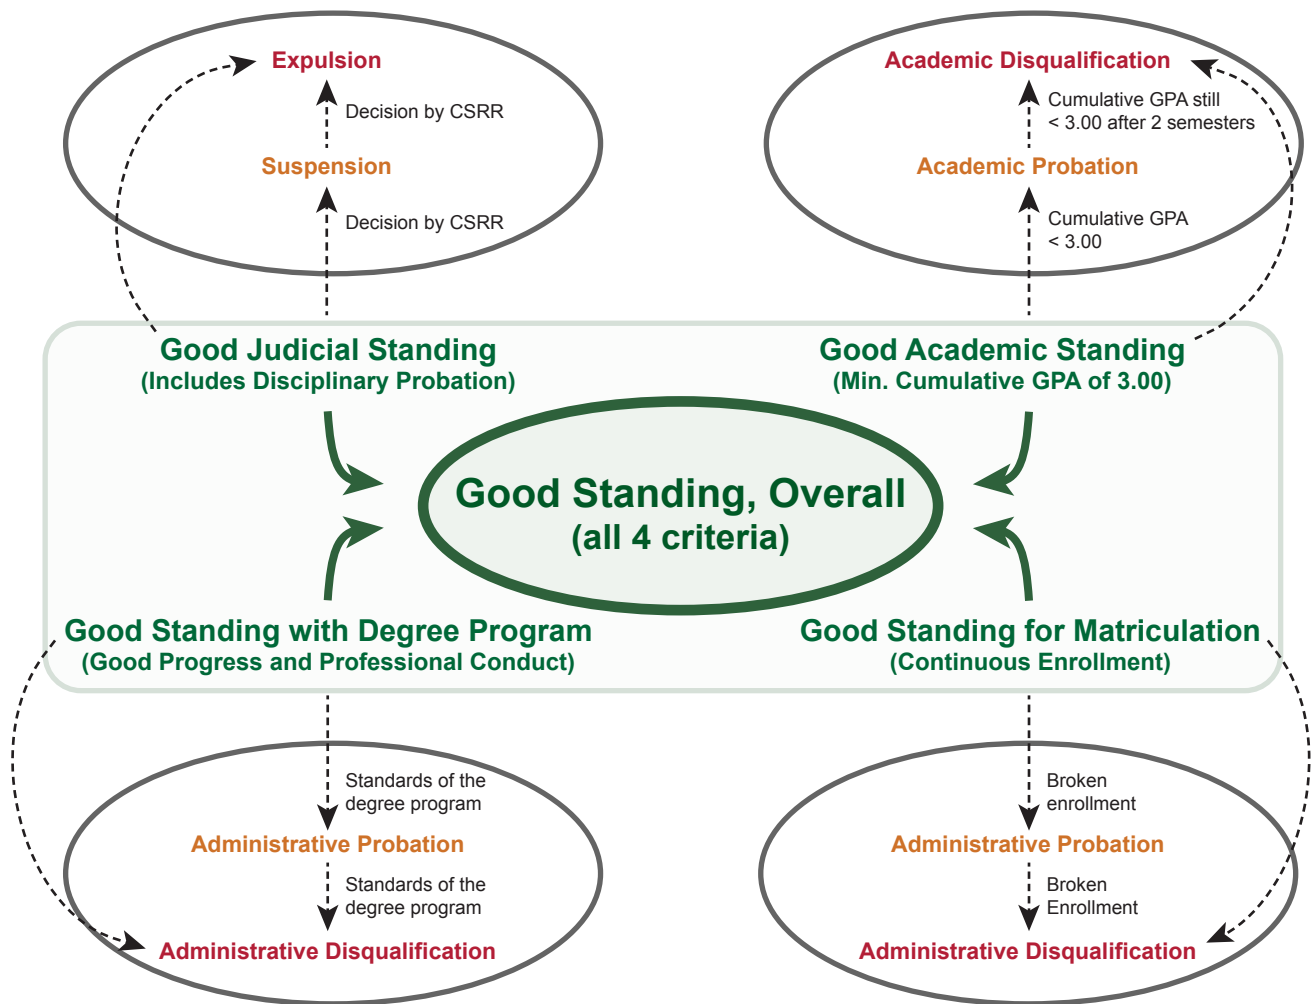 Expulsion
Decision by CSRR
Suspension
Decision by CSRR
Academic Disqualification
Cumulative GPA still
< 3.00 after 2 semesters
Academic Probation
Cumulative GPA
< 3.00
Good Judicial Standing
(Includes Disciplinary Probation)
Good Academic Standing
(Min. Cumulative GPA of 3.00)
Good Standing, Overall
(all 4 criteria)
Good Standing with Degree Program
(Good Progress and Professional Conduct)
Good Standing for Matriculation
(Continuous Enrollment)
Standards of the
degree program
Administrative Probation
Standards of the
degree program
Administrative Disqualification
Broken
enrollment
Administrative Probation
Broken
Enrollment
Administrative Disqualification